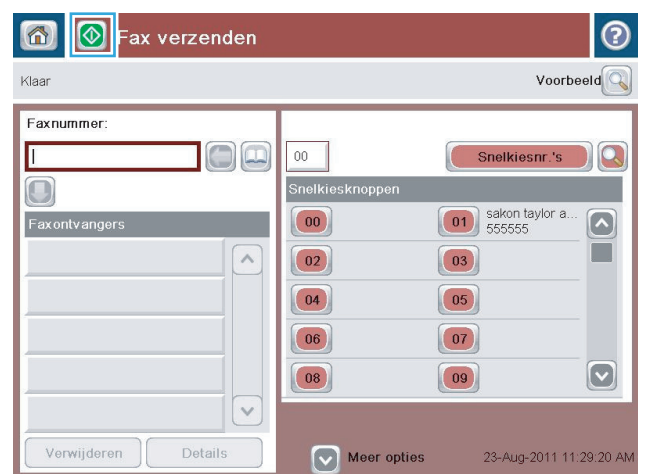 Fax verzenden
?
Klaar
Voorbeeld
Faxnummer:
00
Snelkiesnr.'s
Snelkiesknoppen
Faxontvangers
00
01 sakon taylor a...
555555
02
03
04
05
06
07
08
09
Verwijderen
Details
Meer opties
23-Aug-2011 11:29:20 AM